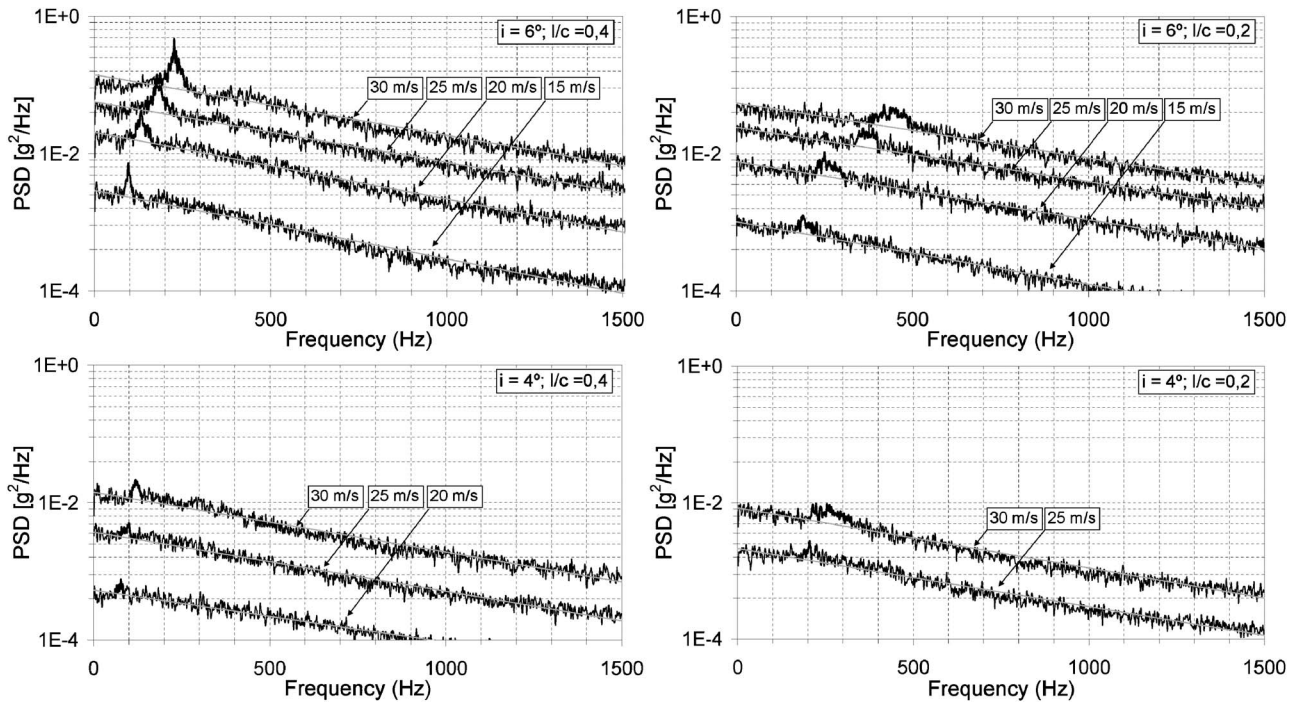 1E+0
i = 6º; l/c =0,4
30 m/s
25 m/s
20 m/s
15 m/s
PSD [g²/Hz]
1E-2
1E-4
0
500
1000
1500
Frequency (Hz)
1E+0
i = 6º; l/c =0,2
30 m/s
25 m/s
20 m/s
15 m/s
PSD [g²/Hz]
1E-2
1E-4
0
500
1000
1500
Frequency (Hz)
1E+0
i = 4º; l/c =0,4
30 m/s
25 m/s
20 m/s
PSD [g²/Hz]
1E-2
1E-4
0
500
1000
1500
Frequency (Hz)
1E+0
i = 4º; l/c =0,2
30 m/s
25 m/s
PSD [g²/Hz]
1E-2
1E-4
0
500
1000
1500
Frequency (Hz)